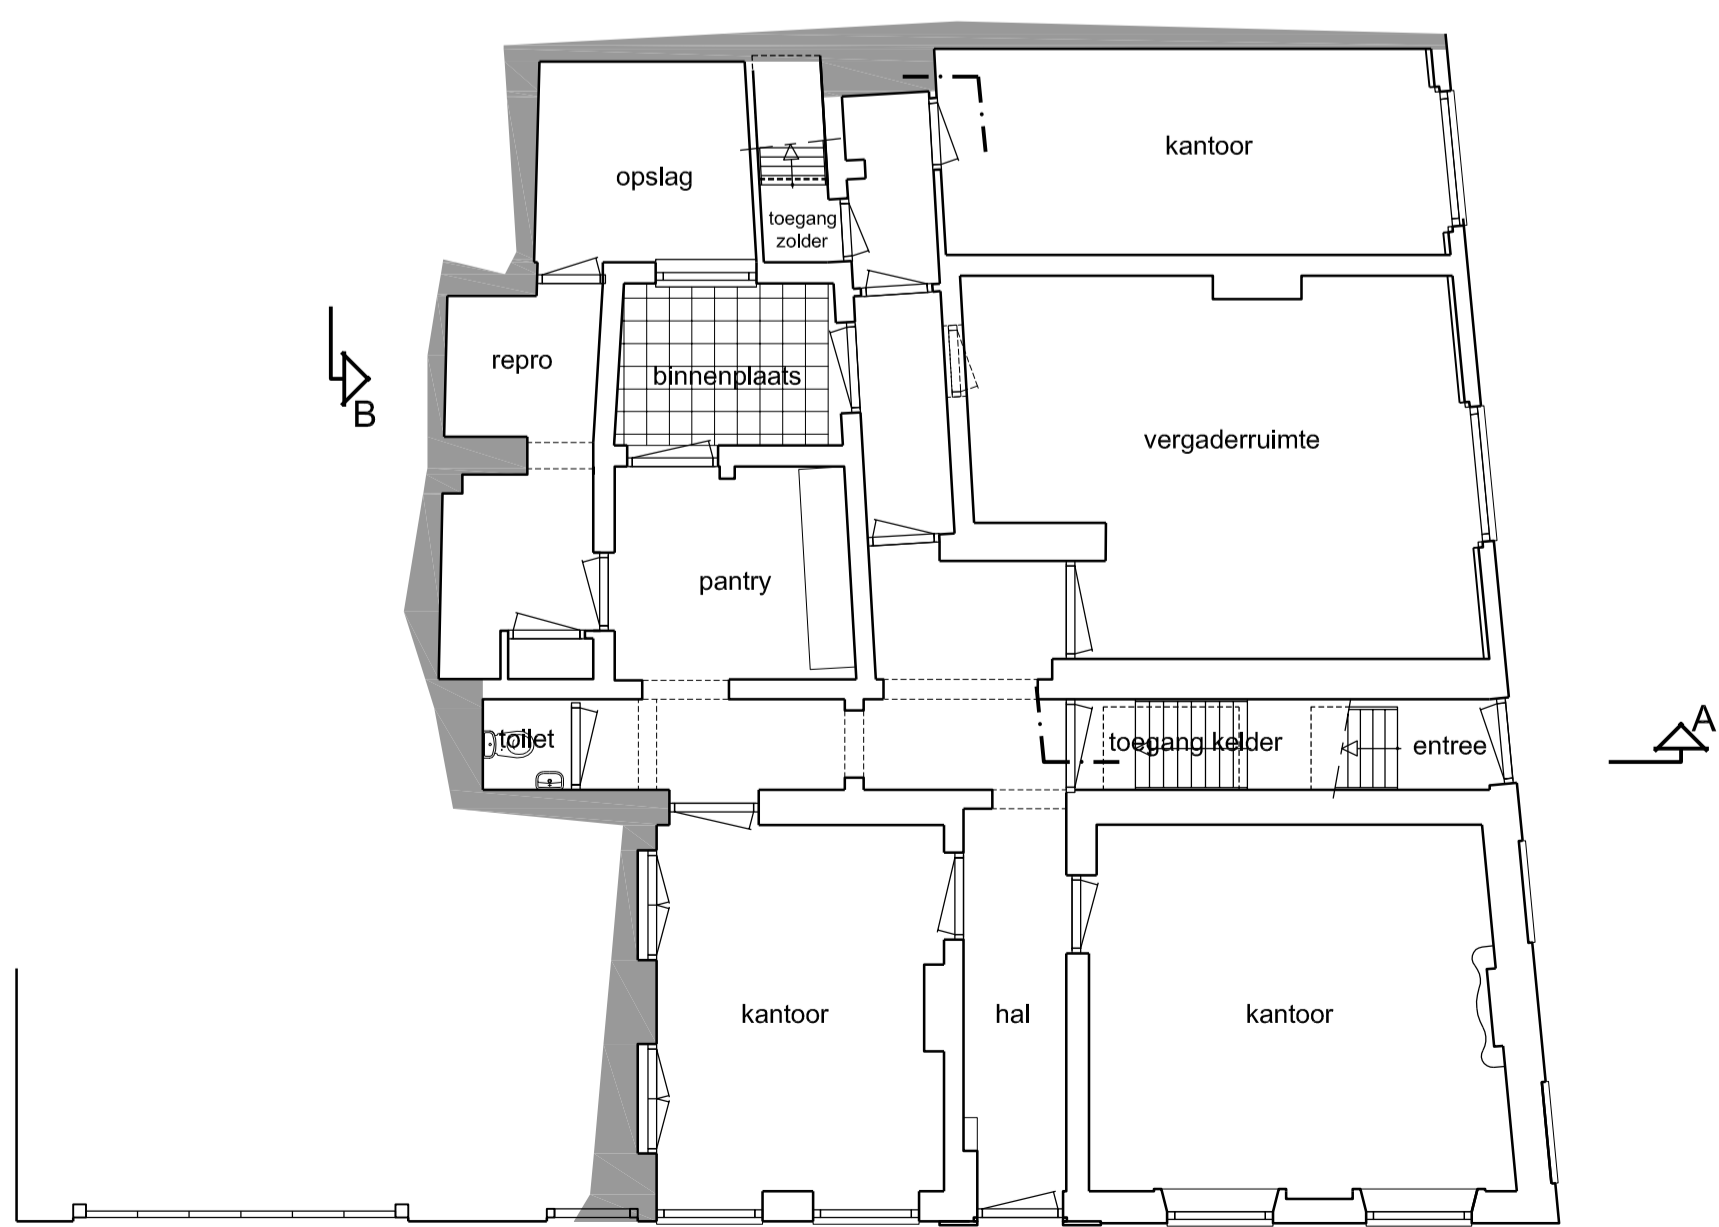 kantoor
opslag
toegang
zolder
repro
binnenplaats
B
vergaderruimte
pantry
toilet
toegang kelder
entree
A
kantoor
hal
kantoor